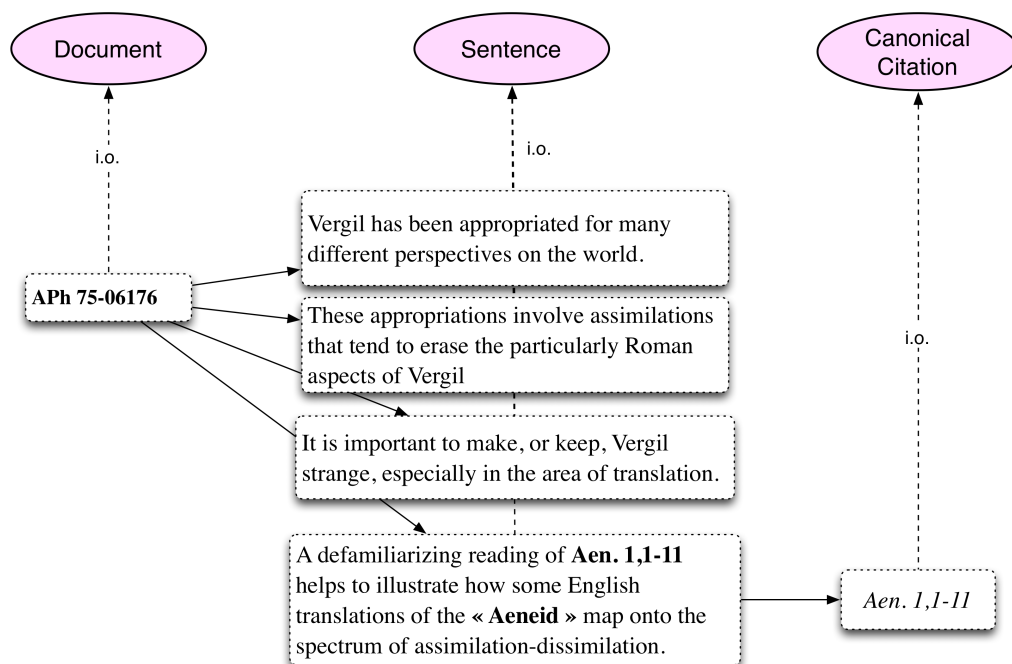 Document
Sentence
Canonical
Citation
i.o.
i.o.
i.o.
APh 75-06176
Vergil has been appropriated for many
different perspectives on the world.
These appropriations involve assimilations
that tend to erase the particularly Roman
aspects of Vergil
It is important to make, or keep, Vergil
strange, especially in the area of translation.
A defamiliarizing reading of Aen. 1,1-11
helps to illustrate how some English
translations of the « Aeneid » map onto the
spectrum of assimilation-dissimilation.
Aen. 1,1-11